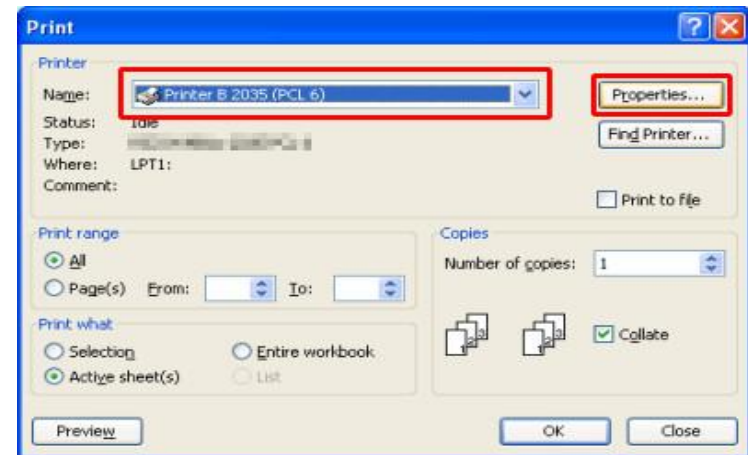 Print
Printer
Name: Printer B 2035 (PCL 6) Properties...
Status: Idle Find Printer...
Type:
Where: LPT1:
Comment: Print to file
Print range
All
Page(s) From: To:
Copies
Number of copies: 1
Collate
Print what
Selection Entire workbook
Active sheet(s) List
Preview OK Close